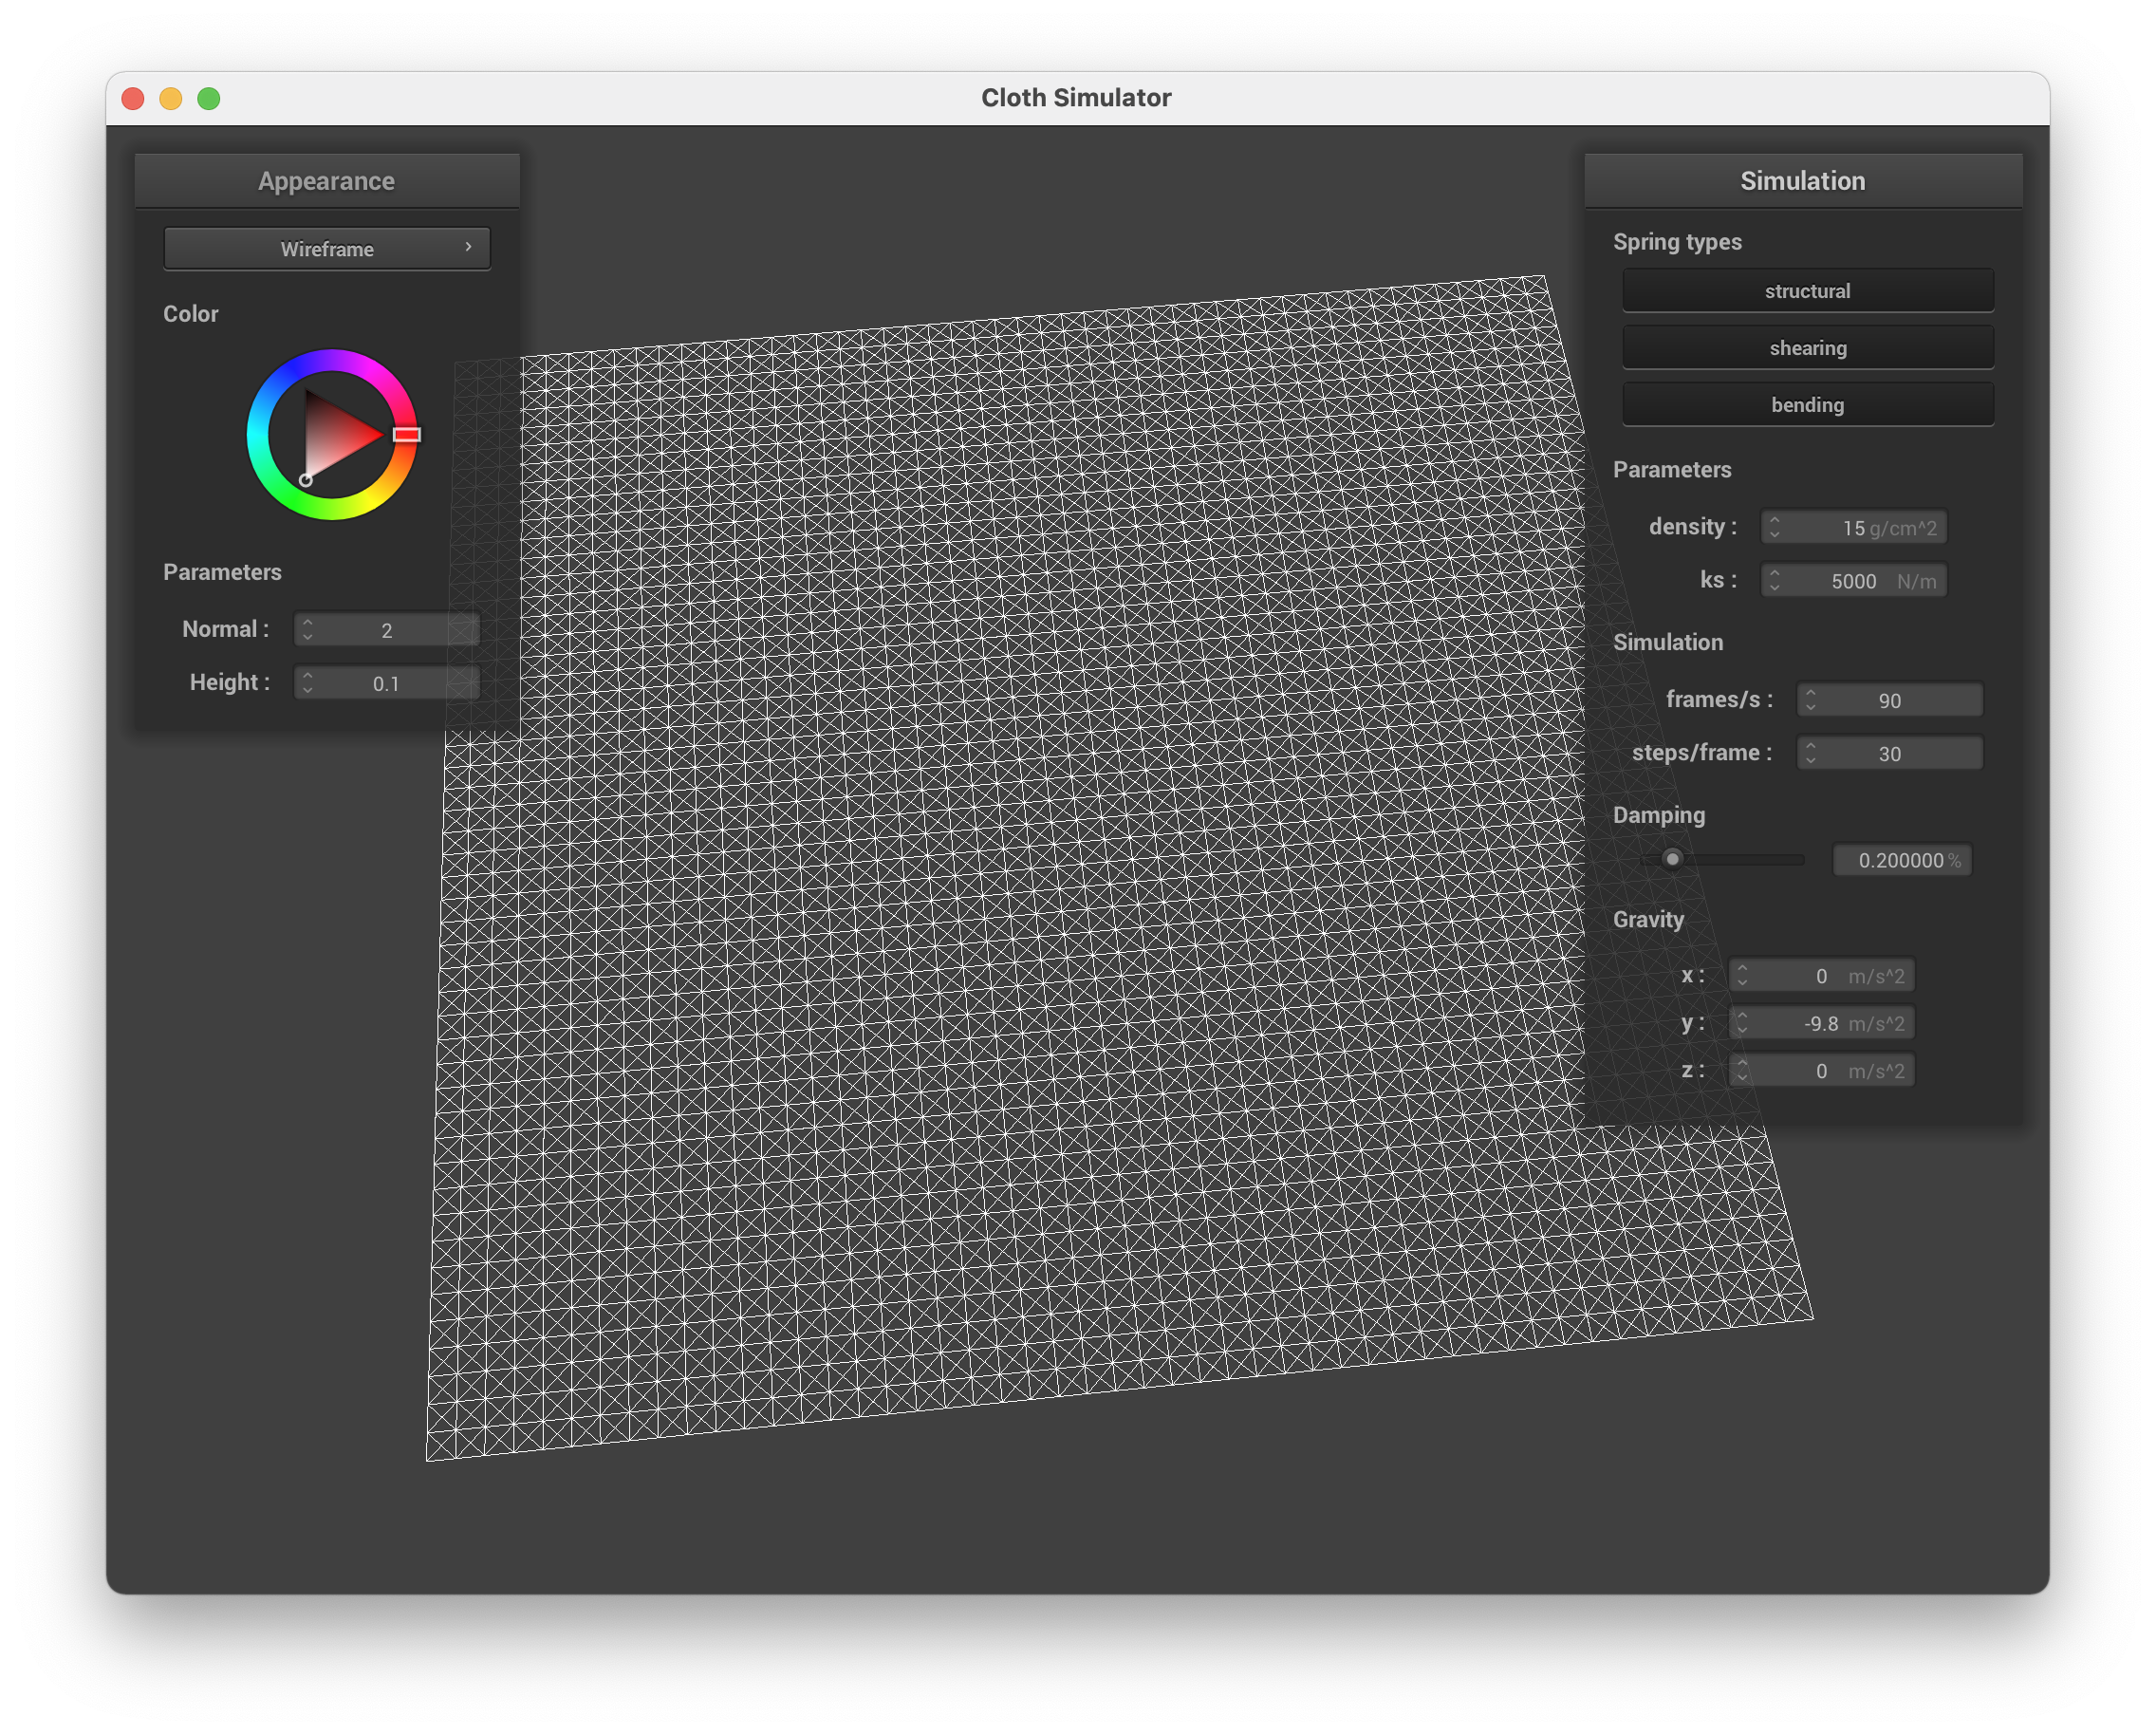 Cloth Simulator
Appearance
Wireframe
Color
Parameters
Normal : 2
Height : 0.1
Simulation
Spring types
structural
shearing
bending
Parameters
density : 15 g/cm^2
ks : 5000 N/m
Simulation
frames/s : 90
steps/frame : 30
Damping
0.200000 %
Gravity
x : 0 m/s^2
y : -9.8 m/s^2
z : 0 m/s^2